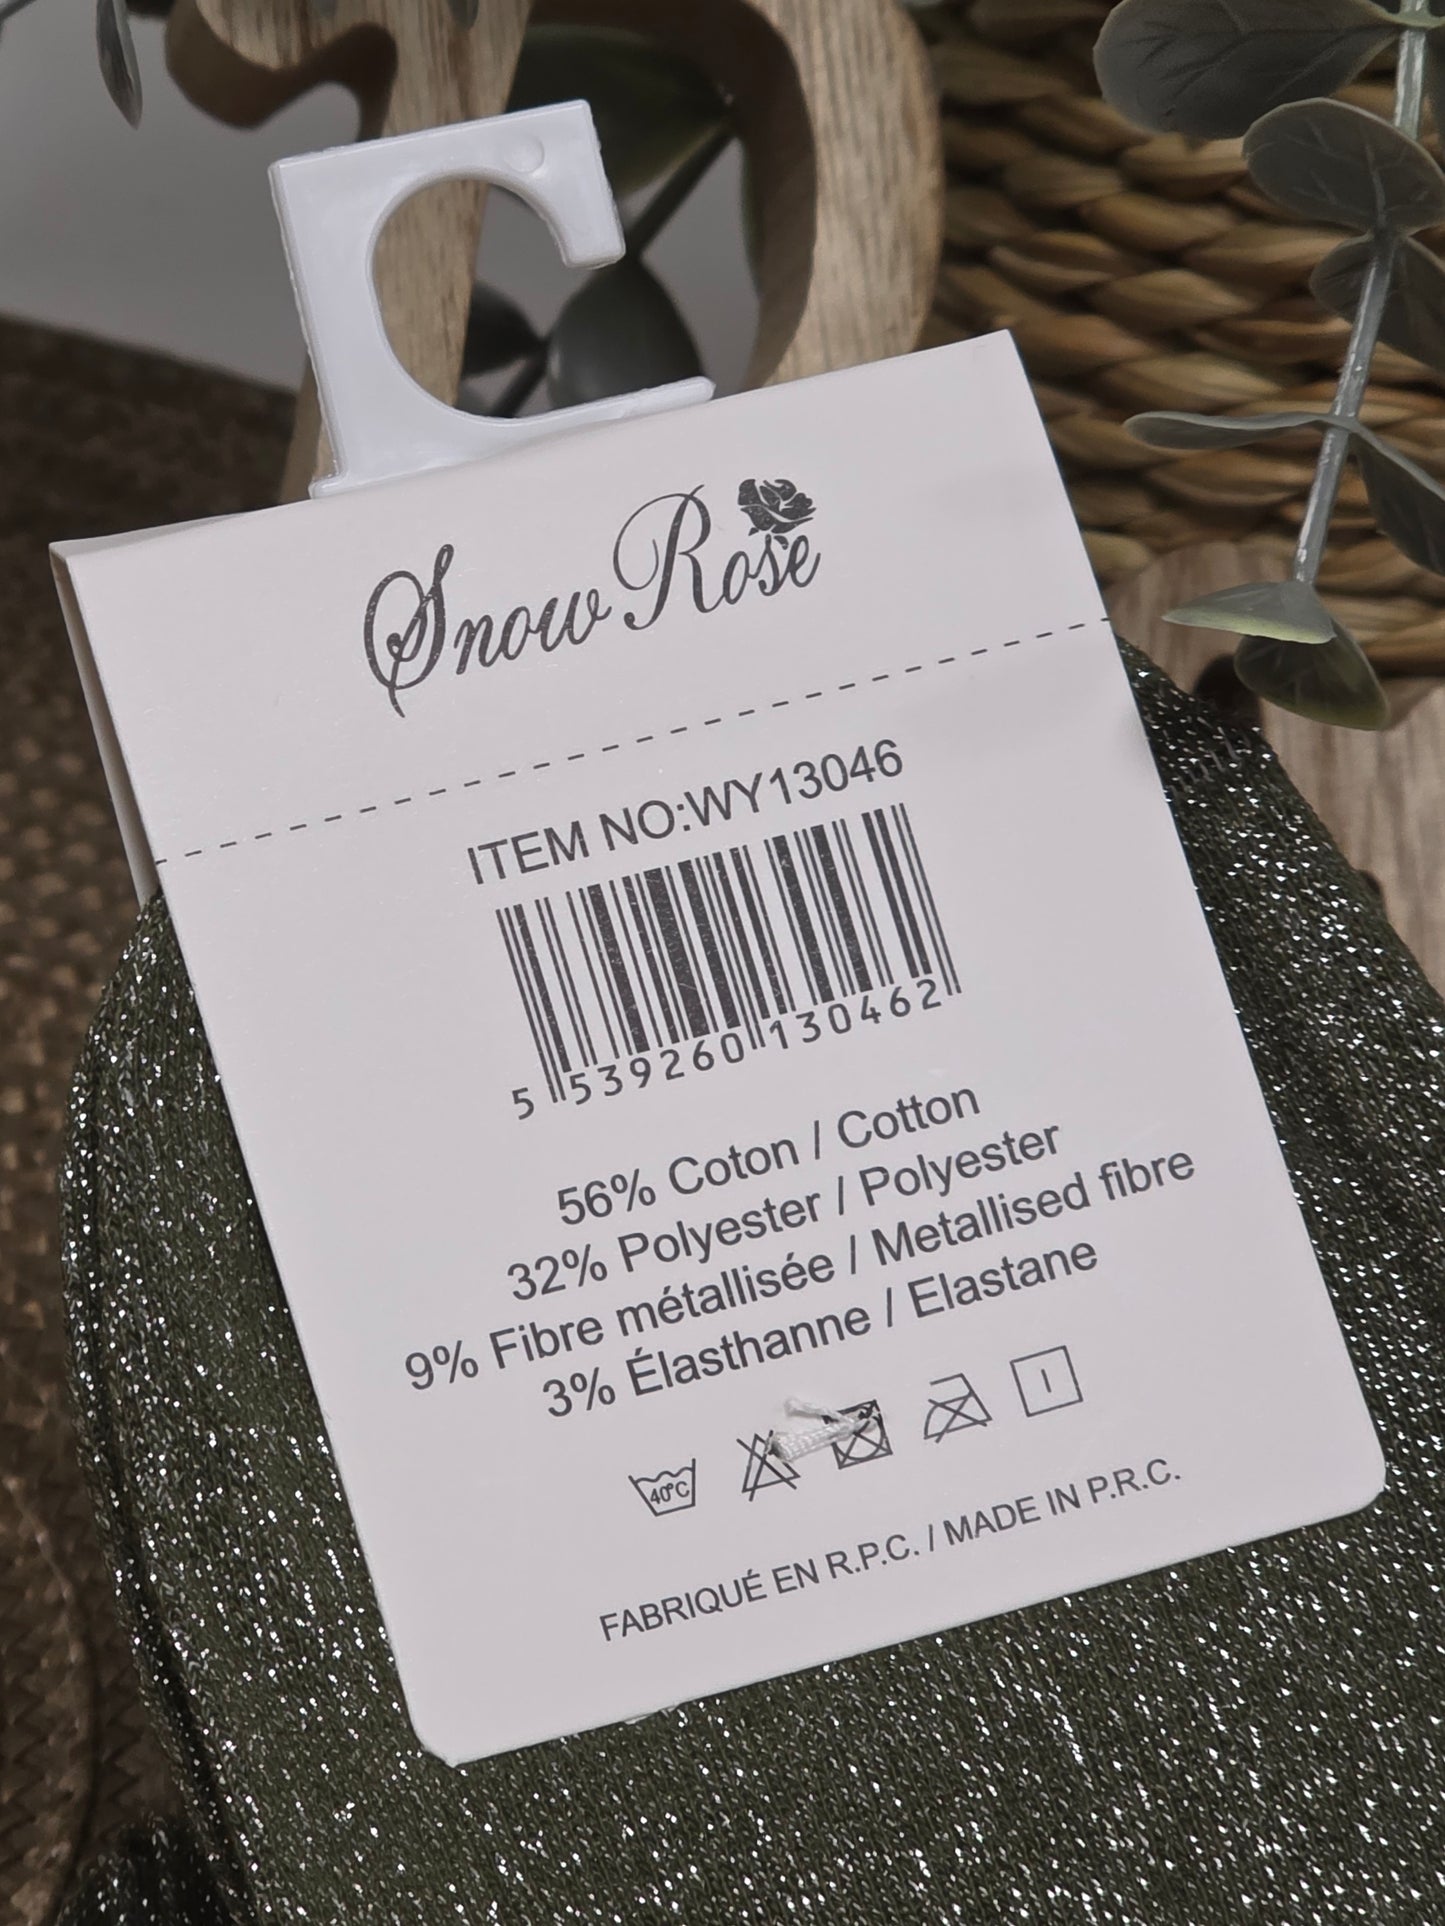 Snow Rose
ITEM NO:WY13046
5 539260 130462
56% Coton / Cotton
32% Polyester / Polyester
9% Fibre métallisée / Metallised fibre
3% Élasthanne / Elastane
40°C
FABRIQUÉ EN R.P.C. / MADE IN P.R.C.